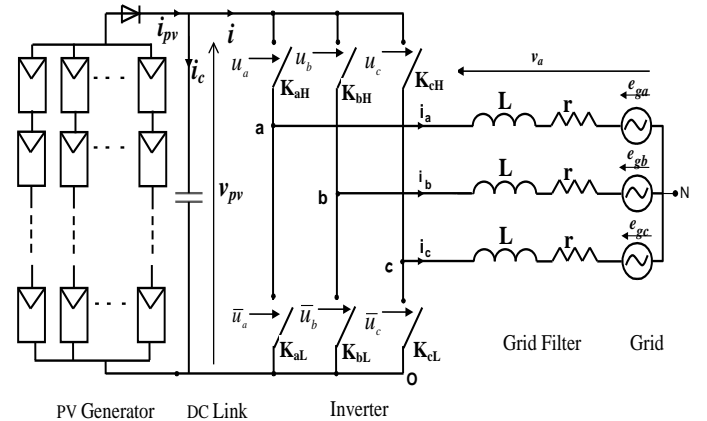 i_pv
i
i_c
u_a
u_b
u_c
K_aH
K_bH
K_cH
v_a
a
i_a
L
r
e_ga
b
i_b
L
r
e_gb
N
c
i_c
L
r
e_gc
v_pv
ū_a
ū_b
ū_c
K_aL
K_bL
K_cL
O
Grid Filter
Grid
PV Generator
DC Link
Inverter